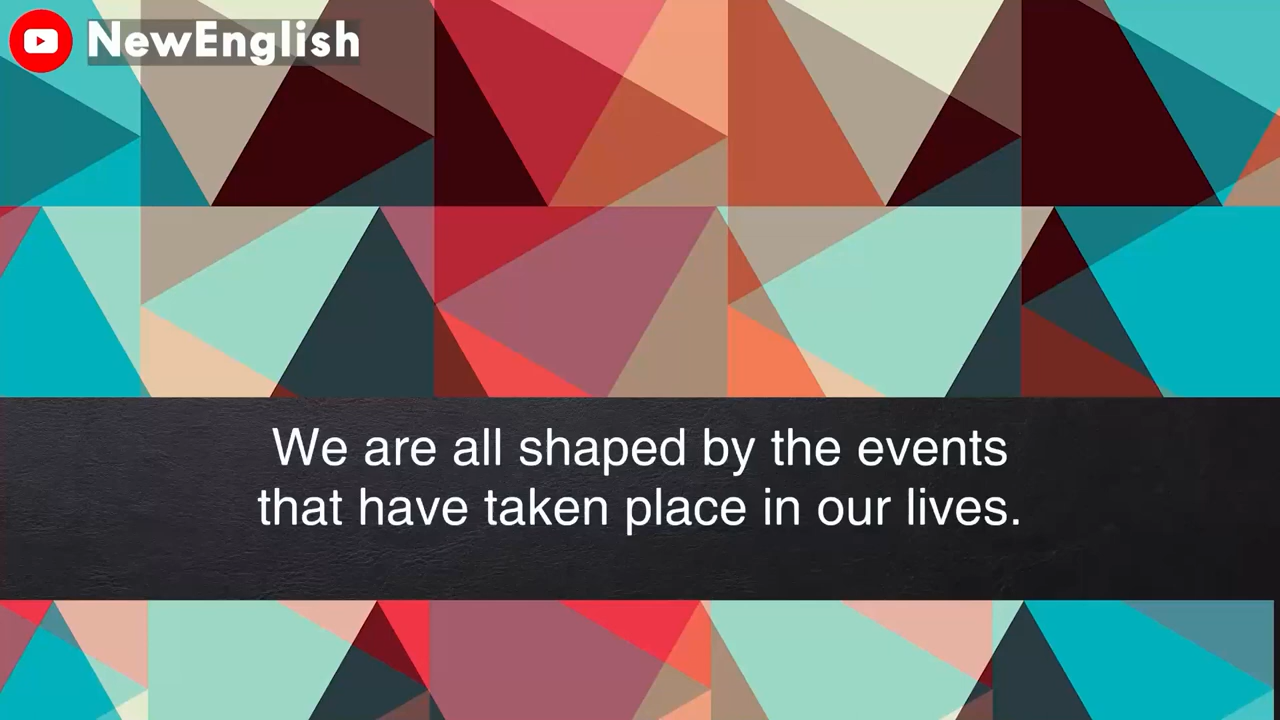 NewEnglish
We are all shaped by the events
that have taken place in our lives.